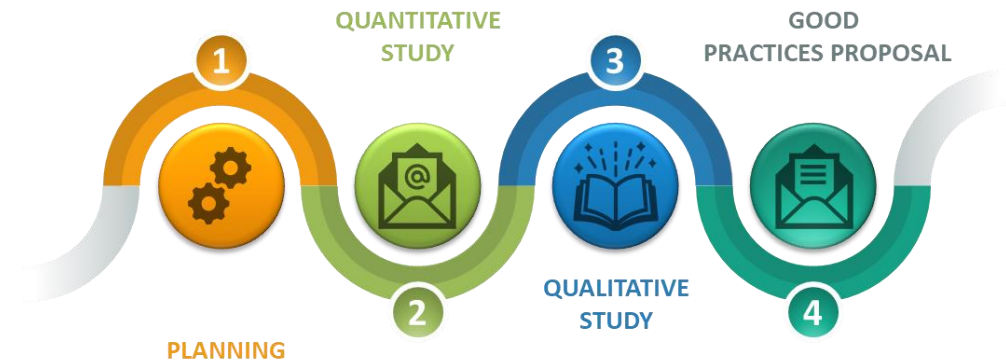 1
PLANNING
QUANTITATIVE
STUDY
@
2
3
QUALITATIVE
STUDY
GOOD
PRACTICES PROPOSAL
4